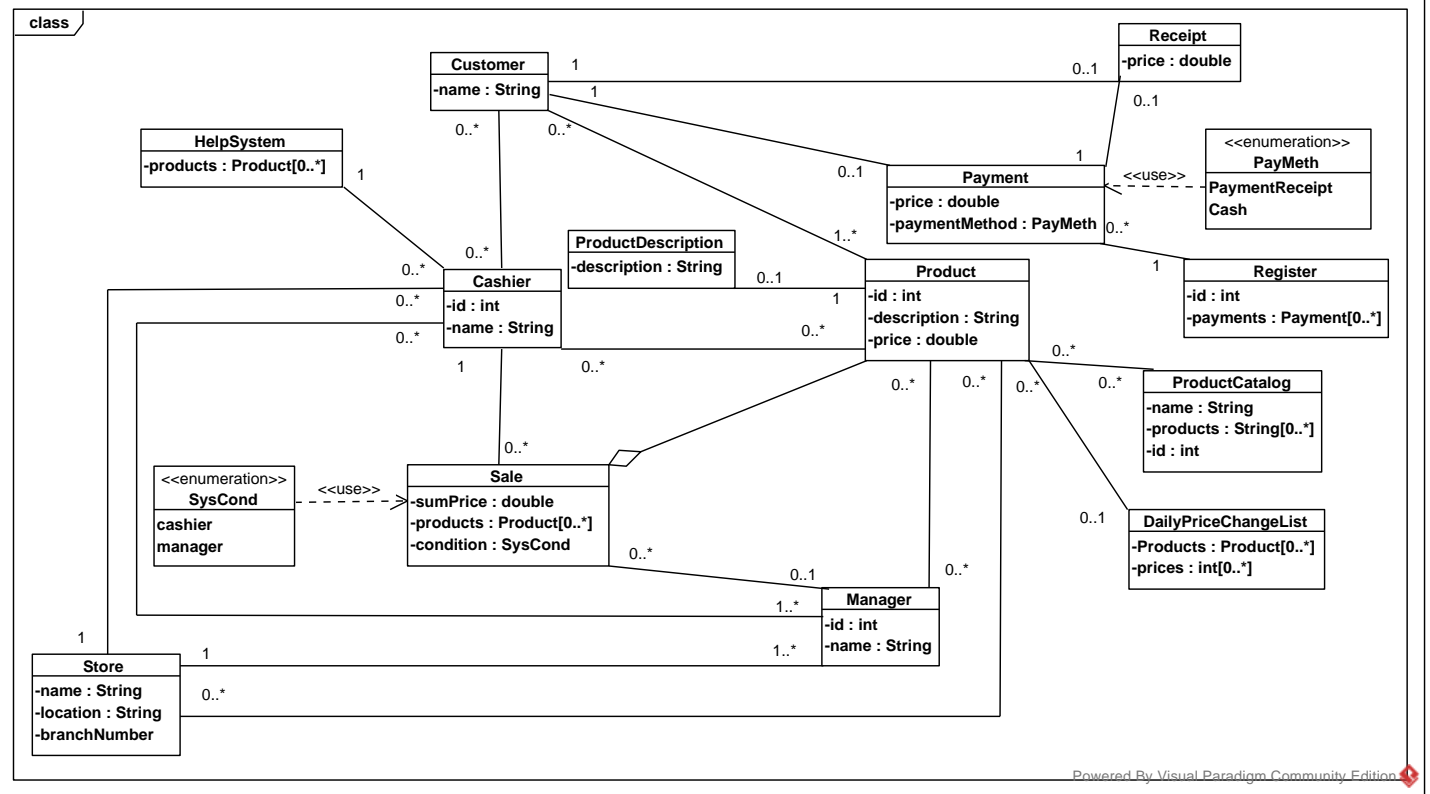 class
Receipt
-price : double
Customer
-name : String
1
0..1
1
0..1
HelpSystem
-products : Product[0..*]
1
0..*
0..*
<<enumeration>>
PayMeth
PaymentReceipt
Cash
<<use>>
1
0..1
Payment
-price : double
-paymentMethod : PayMeth
0..*
1
ProductDescription
-description : String
0..1
1
1..*
0..*
Cashier
-id : int
-name : String
0..*
0..*
0..*
1
Product
-id : int
-description : String
-price : double
0..*
0..*
Register
-id : int
-payments : Payment[0..*]
0..*
0..*
0..*
0..*
0..*
ProductCatalog
-name : String
-products : String[0..*]
-id : int
0..*
<<enumeration>>
SysCond
cashier
manager
<<use>>
Sale
-sumPrice : double
-products : Product[0..*]
-condition : SysCond
0..1
DailyPriceChangeList
-Products : Product[0..*]
-prices : int[0..*]
0..*
0..1
0..*
1..*
Manager
-id : int
-name : String
1
1
1..*
Store
-name : String
-location : String
-branchNumber
0..*
Powered By Visual Paradigm Community Edition